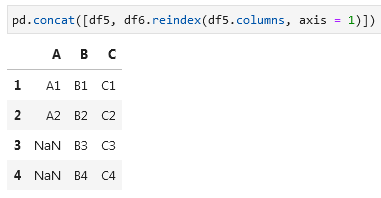 pd.concat([df5, df6.reindex(df5.columns, axis = 1)])
A B C
1 A1 B1 C1
2 A2 B2 C2
3 NaN B3 C3
4 NaN B4 C4